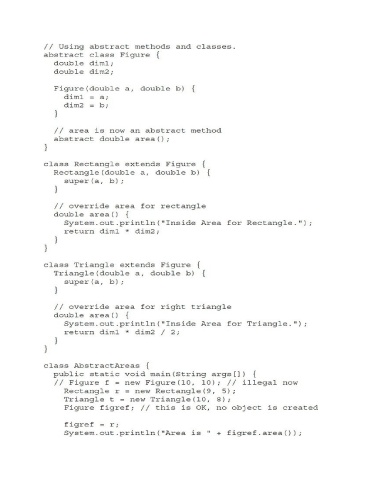 // Using abstract methods and classes.
abstract class Figure {
  double dim1;
  double dim2;

  Figure(double a, double b) {
    dim1 = a;
    dim2 = b;
  }

  // area is now an abstract method
  abstract double area();
}

class Rectangle extends Figure {
  Rectangle(double a, double b) {
    super(a, b);
  }

  // override area for rectangle
  double area() {
    System.out.println("Inside Area for Rectangle.");
    return dim1 * dim2;
  }
}

class Triangle extends Figure {
  Triangle(double a, double b) {
    super(a, b);
  }

  // override area for right triangle
  double area() {
    System.out.println("Inside Area for Triangle.");
    return dim1 * dim2 / 2;
  }
}

class AbstractAreas {
  public static void main(String args[]) {
  // Figure f = new Figure(10, 10); // illegal now
    Rectangle r = new Rectangle(9, 5);
    Triangle t = new Triangle(10, 8);
    Figure figref; // this is OK, no object is created

    figref = r;
    System.out.println("Area is " + figref.area());